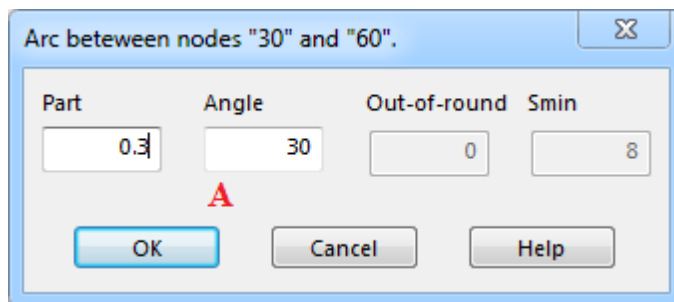 Arc beteween nodes "30" and "60".
Part Angle Out-of-round Smin
0.3 30 0 8
A
OK Cancel Help